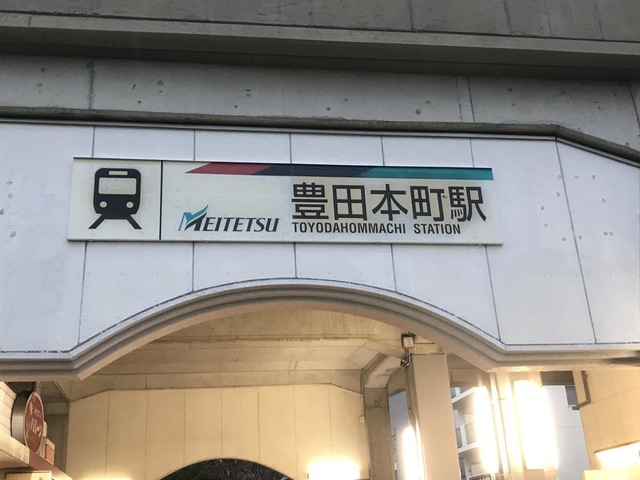 豊田本町駅
MEITETSU
TOYODAHOMMACHI STATION